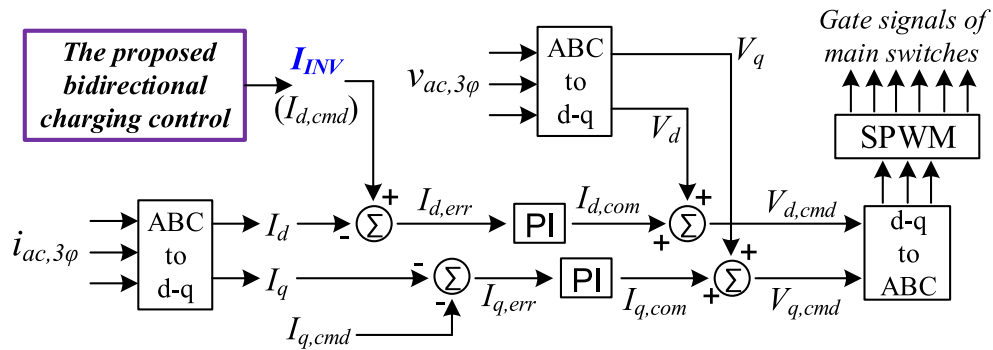 The proposed
bidirectional
charging control
I_INV
(I_d,cmd)
v_ac,3φ
ABC
to
d-q
V_q
V_d
Gate signals of
main switches
SPWM
i_ac,3φ
ABC
to
d-q
I_d
I_q
+
-
Σ
I_d,err
PI
I_d,com
+
+
Σ
V_d,cmd
d-q
to
ABC
-
-
Σ
I_q,err
PI
I_q,com
+
+
Σ
V_q,cmd
I_q,cmd